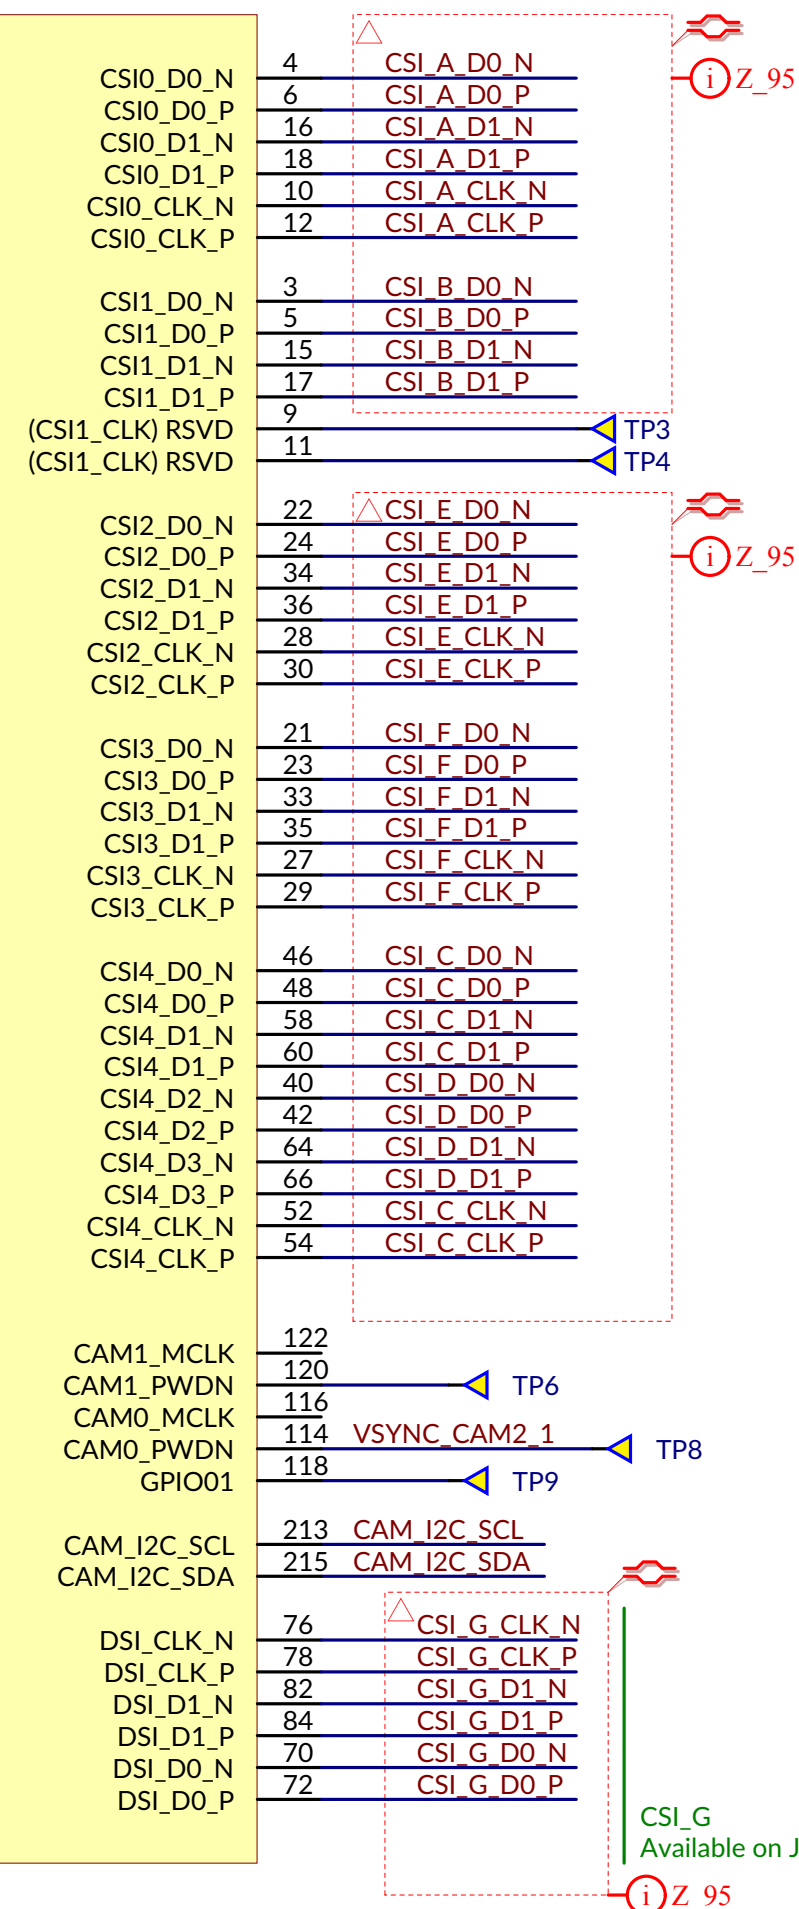 CSI0_D0_N 4 CSI_A_D0_N
i Z_95
CSI0_D0_P 6 CSI_A_D0_P
CSI0_D1_N 16 CSI_A_D1_N
CSI0_D1_P 18 CSI_A_D1_P
CSI0_CLK_N 10 CSI_A_CLK_N
CSI0_CLK_P 12 CSI_A_CLK_P
CSI1_D0_N 3 CSI_B_D0_N
CSI1_D0_P 5 CSI_B_D0_P
CSI1_D1_N 15 CSI_B_D1_N
CSI1_D1_P 17 CSI_B_D1_P
(CSI1_CLK) RSVD 9 TP3
(CSI1_CLK) RSVD 11 TP4
CSI2_D0_N 22 CSI_E_D0_N
CSI2_D0_P 24 CSI_E_D0_P
i Z_95
CSI2_D1_N 34 CSI_E_D1_N
CSI2_D1_P 36 CSI_E_D1_P
CSI2_CLK_N 28 CSI_E_CLK_N
CSI2_CLK_P 30 CSI_E_CLK_P
CSI3_D0_N 21 CSI_F_D0_N
CSI3_D0_P 23 CSI_F_D0_P
CSI3_D1_N 33 CSI_F_D1_N
CSI3_D1_P 35 CSI_F_D1_P
CSI3_CLK_N 27 CSI_F_CLK_N
CSI3_CLK_P 29 CSI_F_CLK_P
CSI4_D0_N 46 CSI_C_D0_N
CSI4_D0_P 48 CSI_C_D0_P
CSI4_D1_N 58 CSI_C_D1_N
CSI4_D1_P 60 CSI_C_D1_P
CSI4_D2_N 40 CSI_D_D0_N
CSI4_D2_P 42 CSI_D_D0_P
CSI4_D3_N 64 CSI_D_D1_N
CSI4_D3_P 66 CSI_D_D1_P
CSI4_CLK_N 52 CSI_C_CLK_N
CSI4_CLK_P 54 CSI_C_CLK_P
CAM1_MCLK 122
CAM1_PWDN 120 TP6
CAM0_MCLK 116
CAM0_PWDN 114 VSYNC_CAM2_1 TP8
GPIO01 118 TP9
CAM_I2C_SCL 213 CAM_I2C_SCL
CAM_I2C_SDA 215 CAM_I2C_SDA
DSI_CLK_N 76 CSI_G_CLK_N
DSI_CLK_P 78 CSI_G_CLK_P
DSI_D1_N 82 CSI_G_D1_N
DSI_D1_P 84 CSI_G_D1_P
DSI_D0_N 70 CSI_G_D0_N
DSI_D0_P 72 CSI_G_D0_P
CSI_G
Available on J
i Z_95